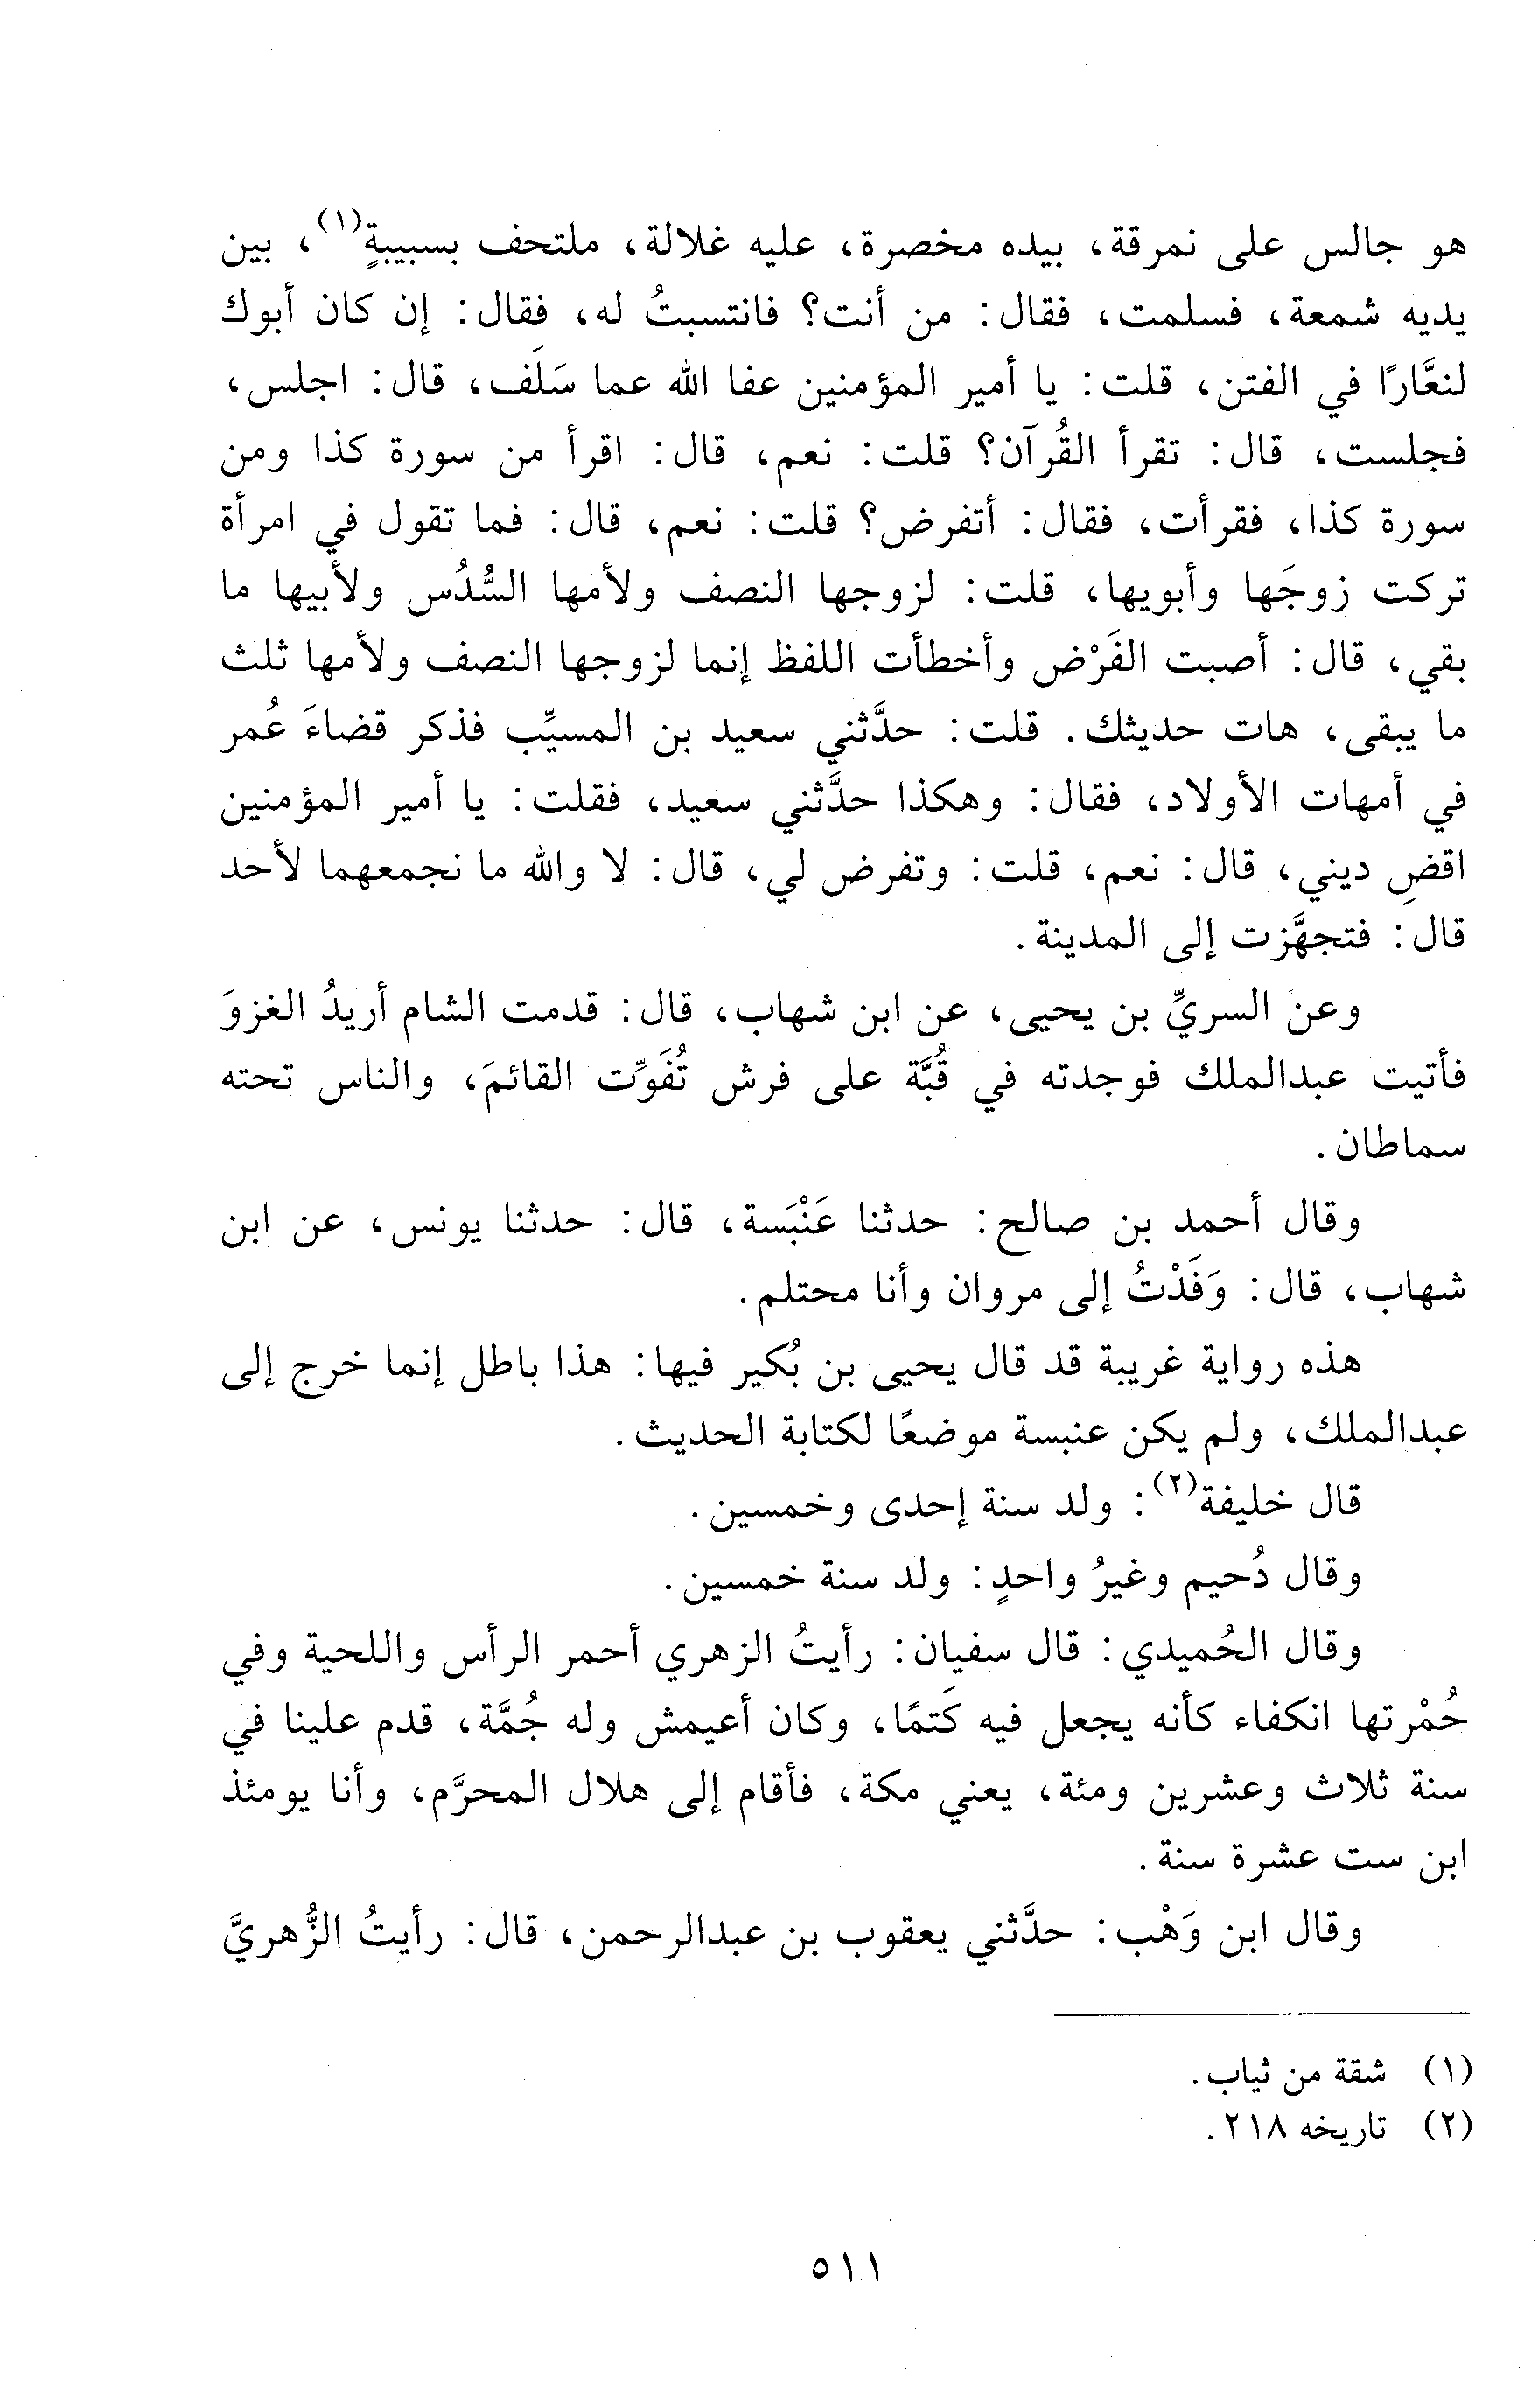 هو جالس على نمرقة، بيده مخصرة، عليه غلالة، ملتحف بسبيبةٍ(١)، بين
يديه شمعة، فسلمت، فقال: من أنت؟ فانتسبتُ له، فقال: إن كان أبوك
لنعَّارًا في الفتن، قلت: يا أمير المؤمنين عفا الله عما سَلَف، قال: اجلس،
فجلست، قال: تقرأ القُرآن؟ قلت: نعم، قال: اقرأ من سورة كذا ومن
سورة كذا، فقرأت، فقال: أتفرض؟ قلت: نعم، قال: فما تقول في امرأة
تركت زوجَها وأبويها، قلت: لزوجها النصف ولأمها السُّدُس ولأبيها ما
بقي، قال: أصبت الفَرْض وأخطأت اللفظ إنما لزوجها النصف ولأمها ثلث
ما يبقى، هات حديثك. قلت: حدَّثني سعيد بن المسيِّب فذكر قضاءَ عُمر
في أمهات الأولاد، فقال: وهكذا حدَّثني سعيد، فقلت: يا أمير المؤمنين
اقضِ ديني، قال: نعم، قلت: وتفرض لي، قال: لا والله ما نجمعهما لأحد
قال: فتجهَّزت إلى المدينة.
وعن السريِّ بن يحيى، عن ابن شهاب، قال: قدمت الشام أريدُ الغزوَ
فأتيت عبدالملك فوجدته في قُبَّة على فرش تُفَوِّت القائمَ، والناس تحته
سماطان.
وقال أحمد بن صالح: حدثنا عَنْبَسة، قال: حدثنا يونس، عن ابن
شهاب، قال: وَفَدْتُ إلى مروان وأنا محتلم.
هذه رواية غريبة قد قال يحيى بن بُكير فيها: هذا باطل إنما خرج إلى
عبدالملك، ولم يكن عنبسة موضعًا لكتابة الحديث.
قال خليفة(٢): ولد سنة إحدى وخمسين.
وقال دُحيم وغيرُ واحدٍ: ولد سنة خمسين.
وقال الحُميدي: قال سفيان: رأيتُ الزهري أحمر الرأس واللحية وفي
حُمْرتها انكفاء كأنه يجعل فيه كَتمًا، وكان أعيمش وله جُمَّة، قدم علينا في
سنة ثلاث وعشرين ومئة، يعني مكة، فأقام إلى هلال المحرَّم، وأنا يومئذ
ابن ست عشرة سنة.
وقال ابن وَهْب: حدَّثني يعقوب بن عبدالرحمن، قال: رأيتُ الزُّهريَّ
(١) شقة من ثياب.
(٢) تاريخه ٢١٨.
٥١١